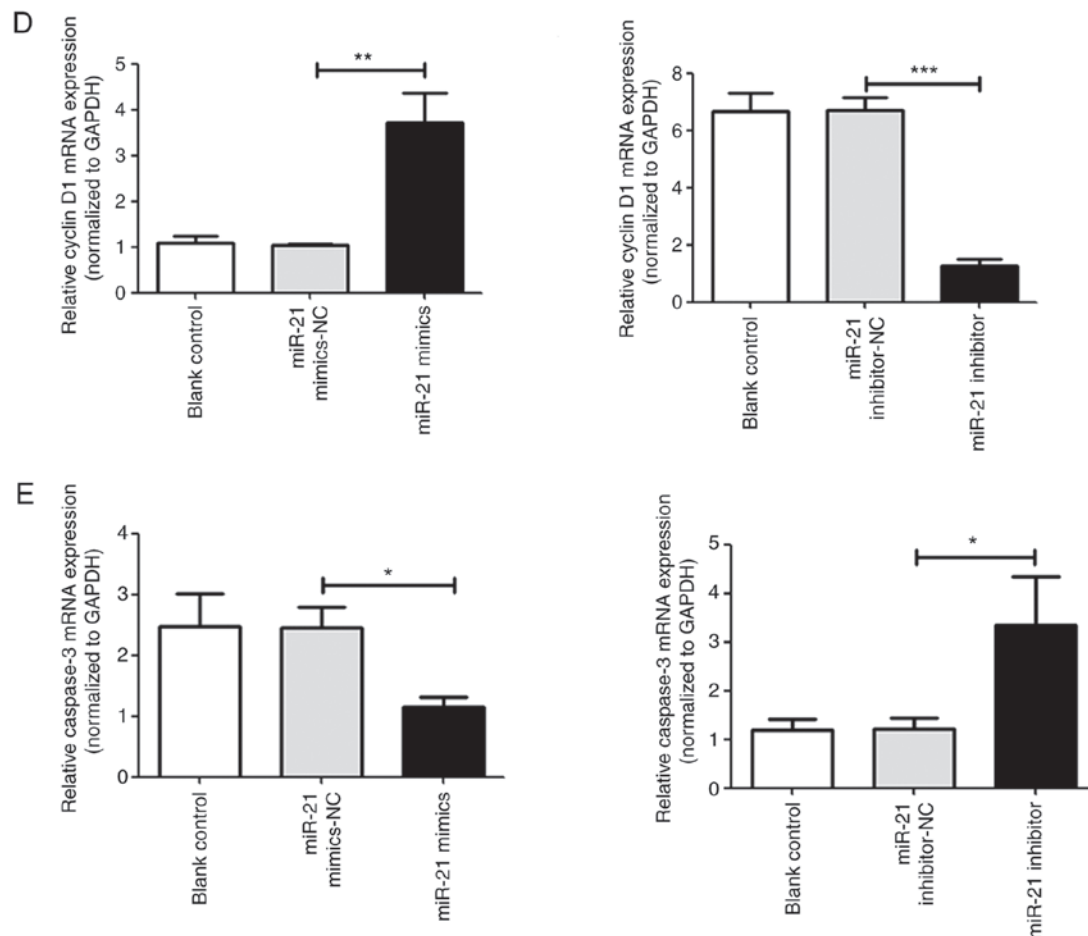 D
Relative cyclin D1 mRNA expression
(normalized to GAPDH)
5
4
3
2
1
0
**
Blank control
miR-21
mimics-NC
miR-21 mimics
Relative cyclin D1 mRNA expression
(normalized to GAPDH)
8
6
4
2
0
***
Blank control
miR-21
inhibitor-NC
miR-21 inhibitor
E
Relative caspase-3 mRNA expression
(normalized to GAPDH)
4
3
2
1
0
*
Blank control
miR-21
mimics-NC
miR-21 mimics
Relative caspase-3 mRNA expression
(normalized to GAPDH)
5
4
3
2
1
0
*
Blank control
miR-21
inhibitor-NC
miR-21 inhibitor